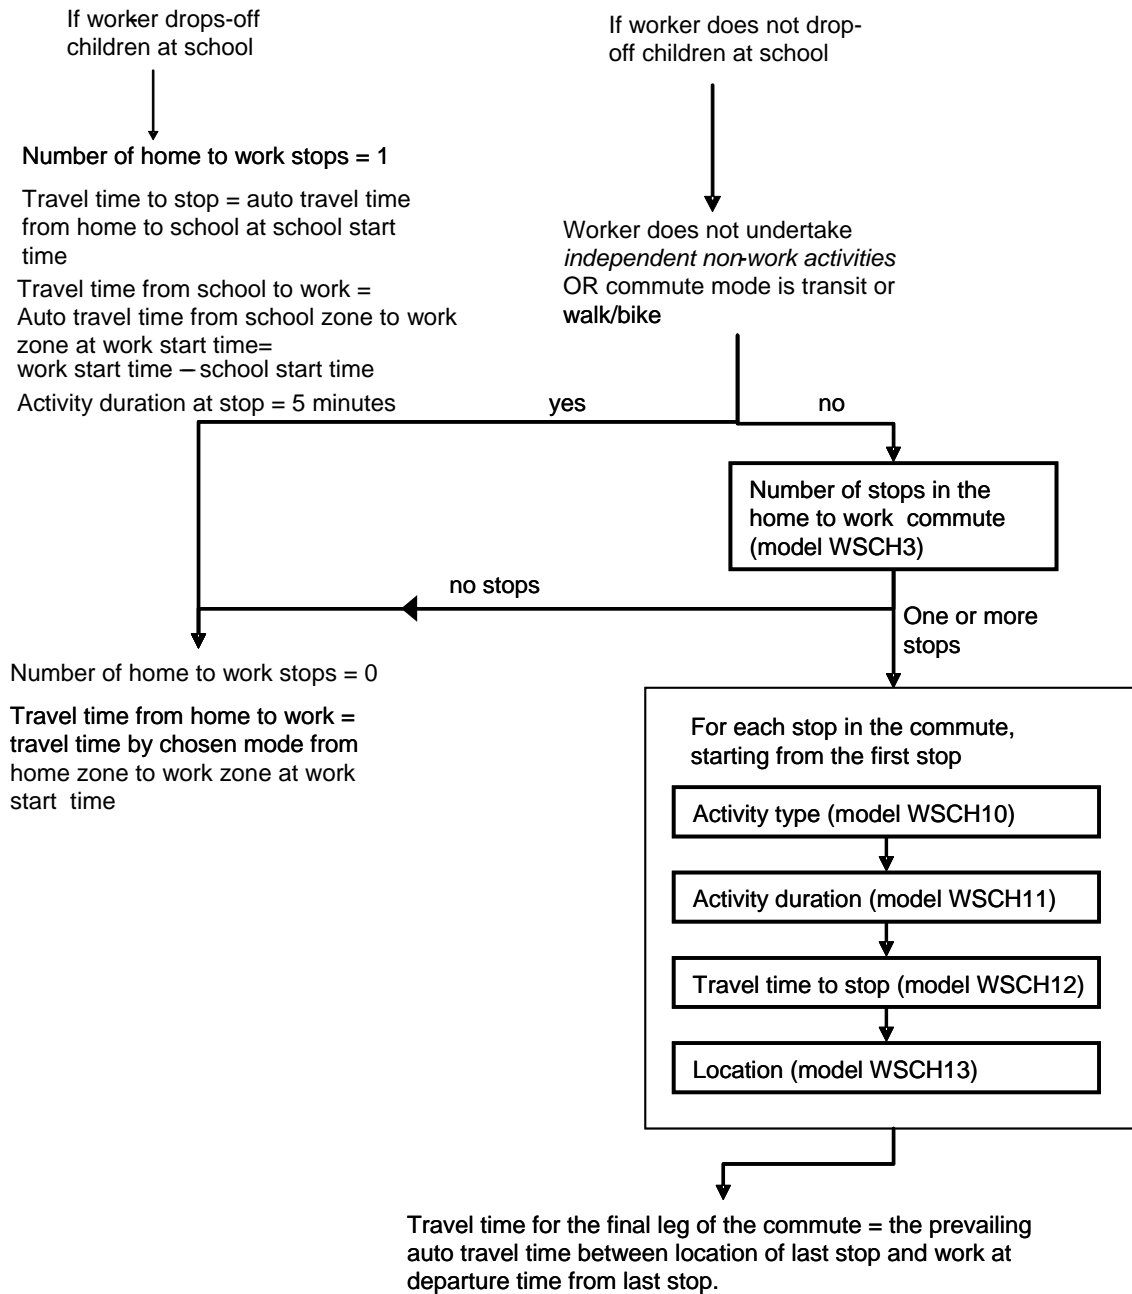 If worker drops-off
children at school
Number of home to work stops = 1
Travel time to stop = auto travel time
from home to school at school start
time
Travel time from school to work =
Auto travel time from school zone to work
zone at work start time=
work start time – school start time
Activity duration at stop = 5 minutes
If worker does not drop-
off children at school
Worker does not undertake
independent non-work activities
OR commute mode is transit or
walk/bike
yes
no
Number of stops in the
home to work commute
(model WSCH3)
no stops
One or more
stops
Number of home to work stops = 0
Travel time from home to work =
travel time by chosen mode from
home zone to work zone at work
start time
For each stop in the commute,
starting from the first stop
Activity type (model WSCH10)
Activity duration (model WSCH11)
Travel time to stop (model WSCH12)
Location (model WSCH13)
Travel time for the final leg of the commute = the prevailing
auto travel time between location of last stop and work at
departure time from last stop.